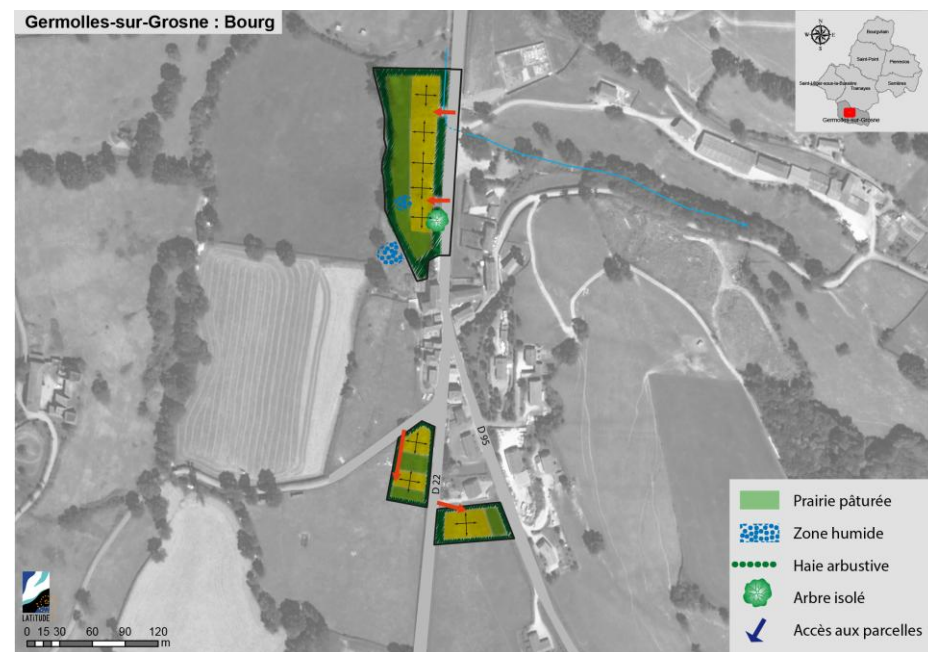 Germolles-sur-Grosne : Bourg
N
W
E
S
Bourgvilain
Saint-Point
Pierreclos
Saint-Léger-sous-la-Bussière
Tramayes
Serrières
Germolles-sur-Grosne
D 95
D 22
Prairie pâturée
Zone humide
Haie arbustive
Arbre isolé
Accès aux parcelles
LATITUDE
0 15 30 60 90 120
m